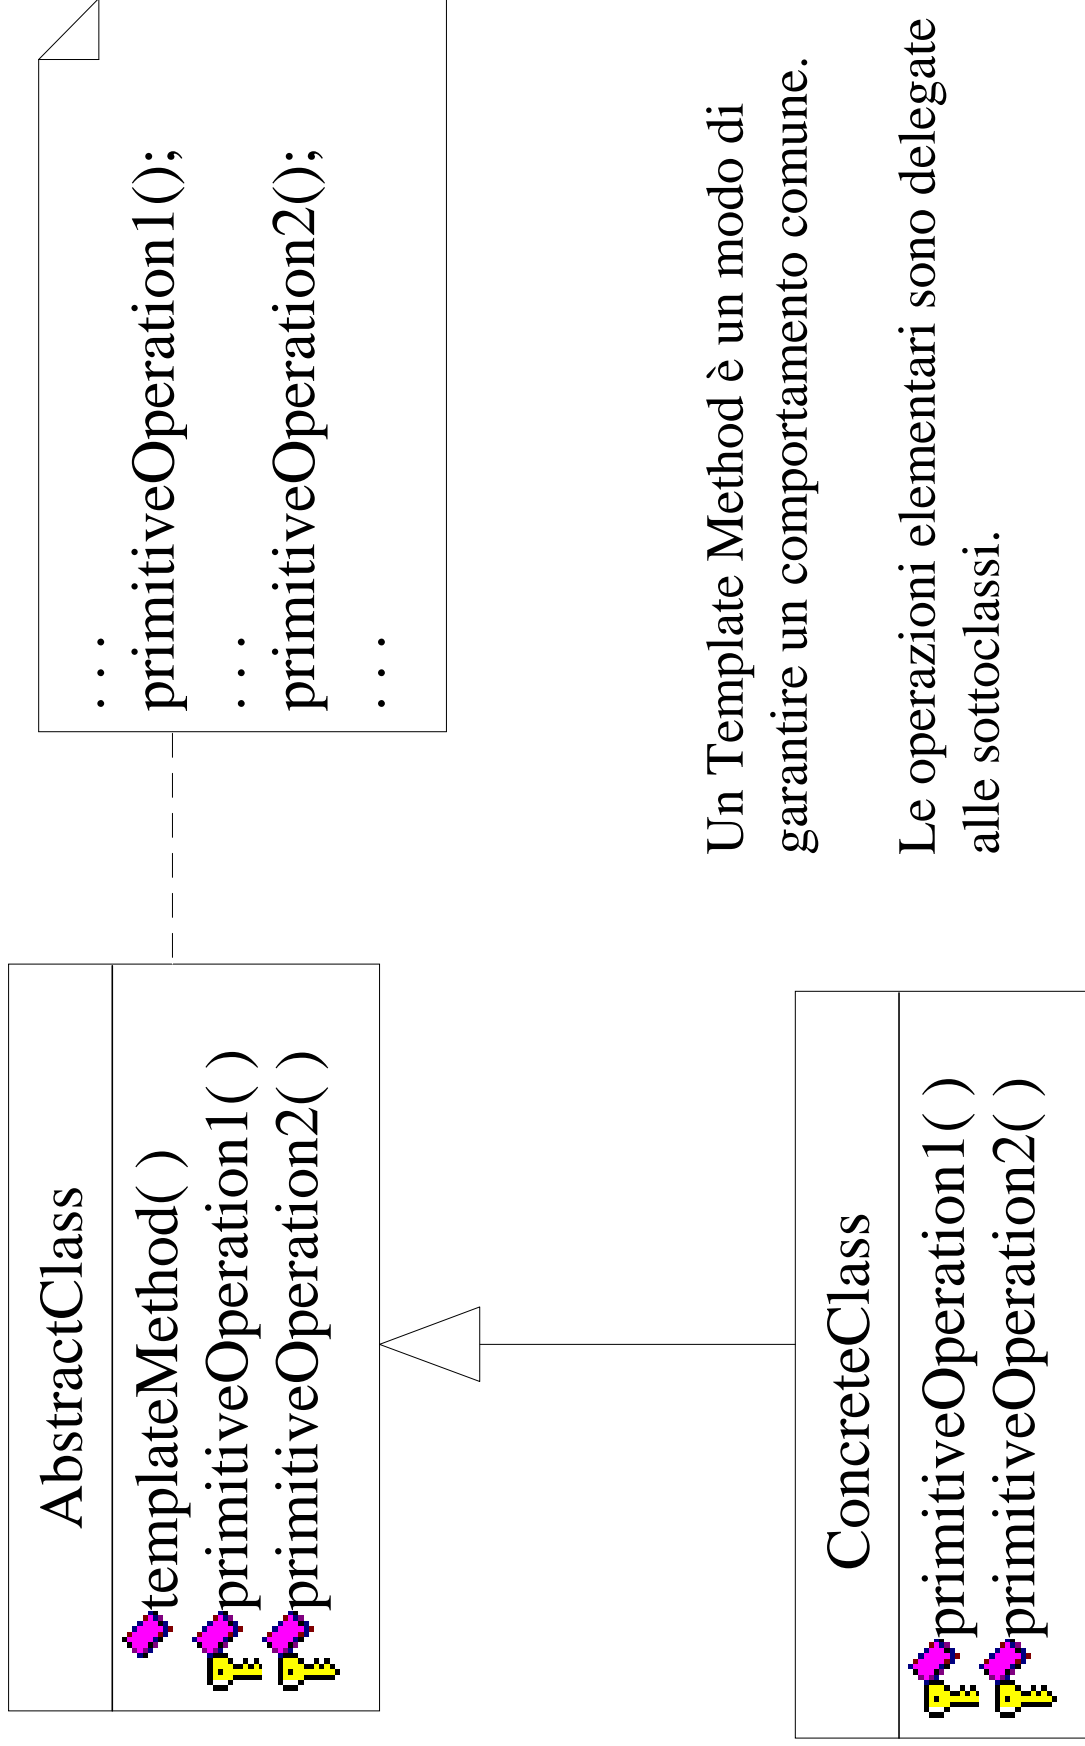 AbstractClass
templateMethod( )
primitiveOperation1( )
primitiveOperation2( )
. . .
primitiveOperation1();
. . .
primitiveOperation2();
. . .
ConcreteClass
primitiveOperation1( )
primitiveOperation2( )
Un Template Method è un modo di
garantire un comportamento comune.
Le operazioni elementari sono delegate
alle sottoclassi.